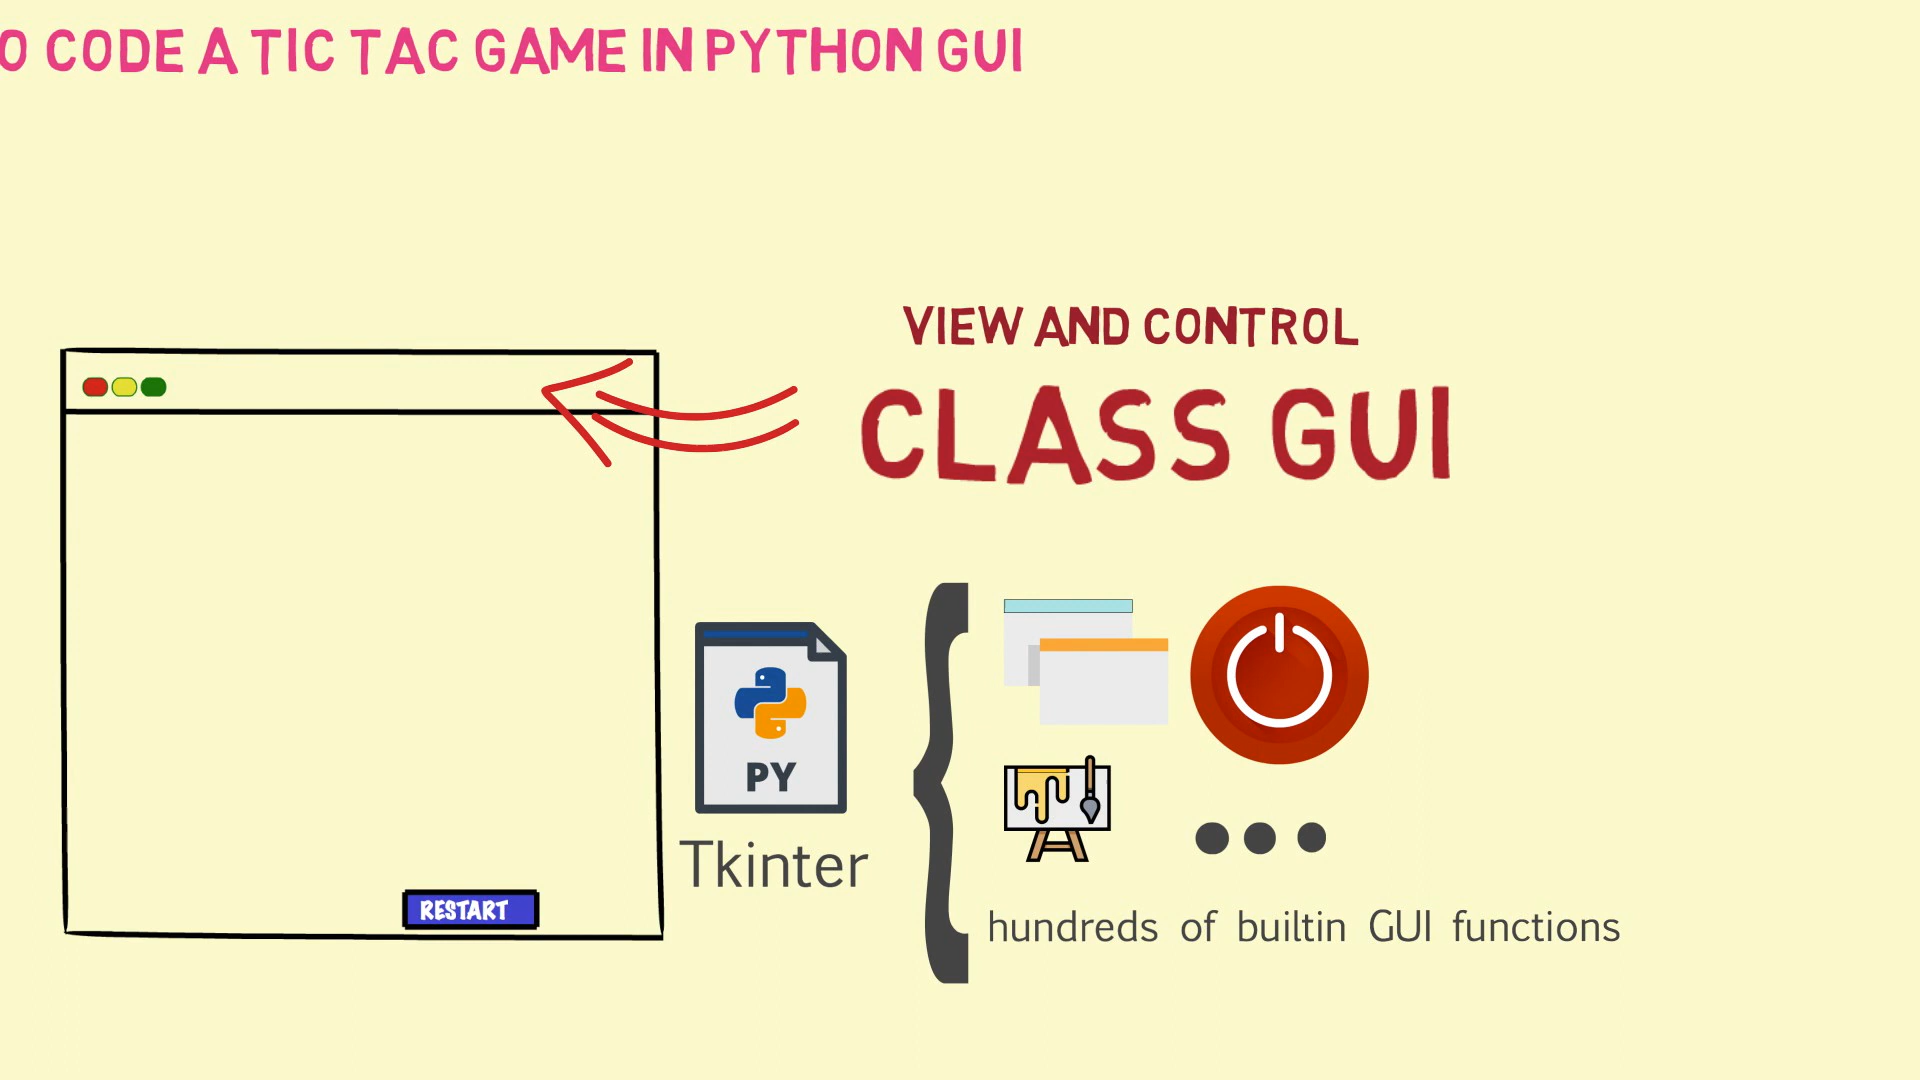 O CODE A TIC TAC GAME IN PYTHON GUI
VIEW AND CONTROL
CLASS GUI
PY
Tkinter
RESTART
hundreds of builtin GUI functions